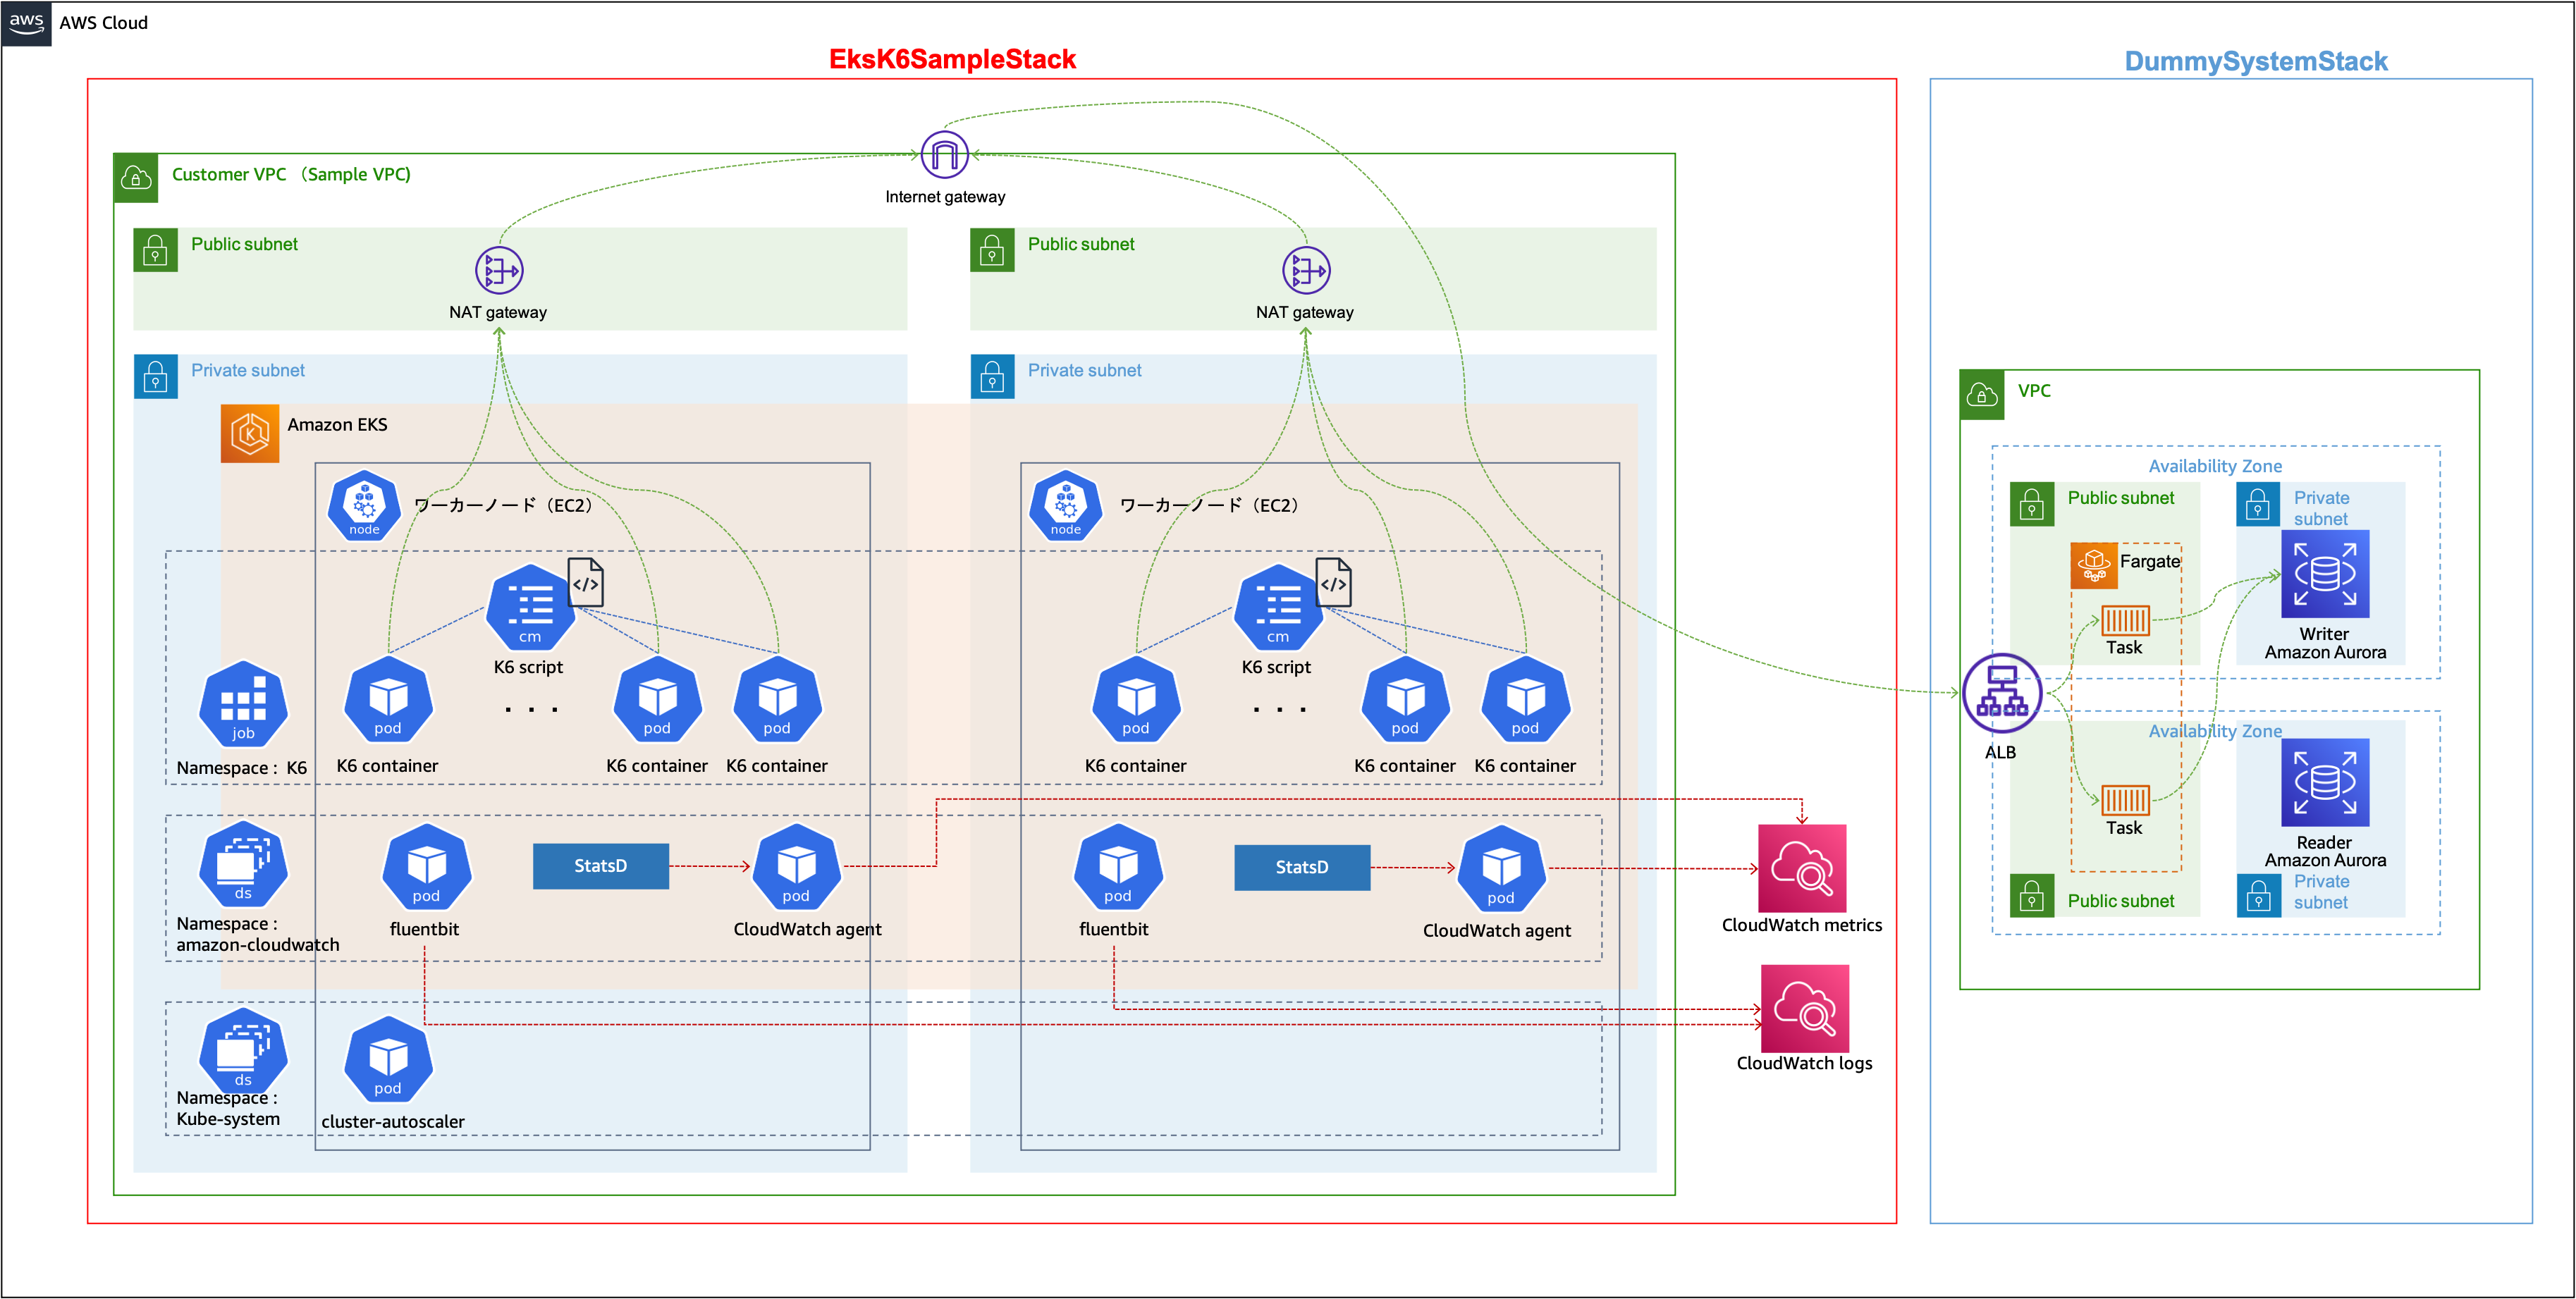 aws
AWS Cloud
EksK6SampleStack
DummySystemStack
Customer VPC （Sample VPC)
Internet gateway
Public subnet
NAT gateway
Public subnet
NAT gateway
Private subnet
Private subnet
Amazon EKS
node
ワーカーノード（EC2）
node
ワーカーノード（EC2）
</>
cm
K6 script
</>
cm
K6 script
job
Namespace : K6
pod
K6 container
. . .
pod
K6 container
pod
K6 container
pod
K6 container
. . .
pod
K6 container
pod
K6 container
ds
Namespace :
amazon-cloudwatch
pod
fluentbit
StatsD
pod
CloudWatch agent
pod
fluentbit
StatsD
pod
CloudWatch agent
CloudWatch metrics
CloudWatch logs
ds
Namespace :
Kube-system
pod
cluster-autoscaler
VPC
Availability Zone
Public subnet
Private
subnet
Fargate
Task
Writer
Amazon Aurora
ALB
Availability Zone
Task
Reader
Amazon Aurora
Public subnet
Private
subnet